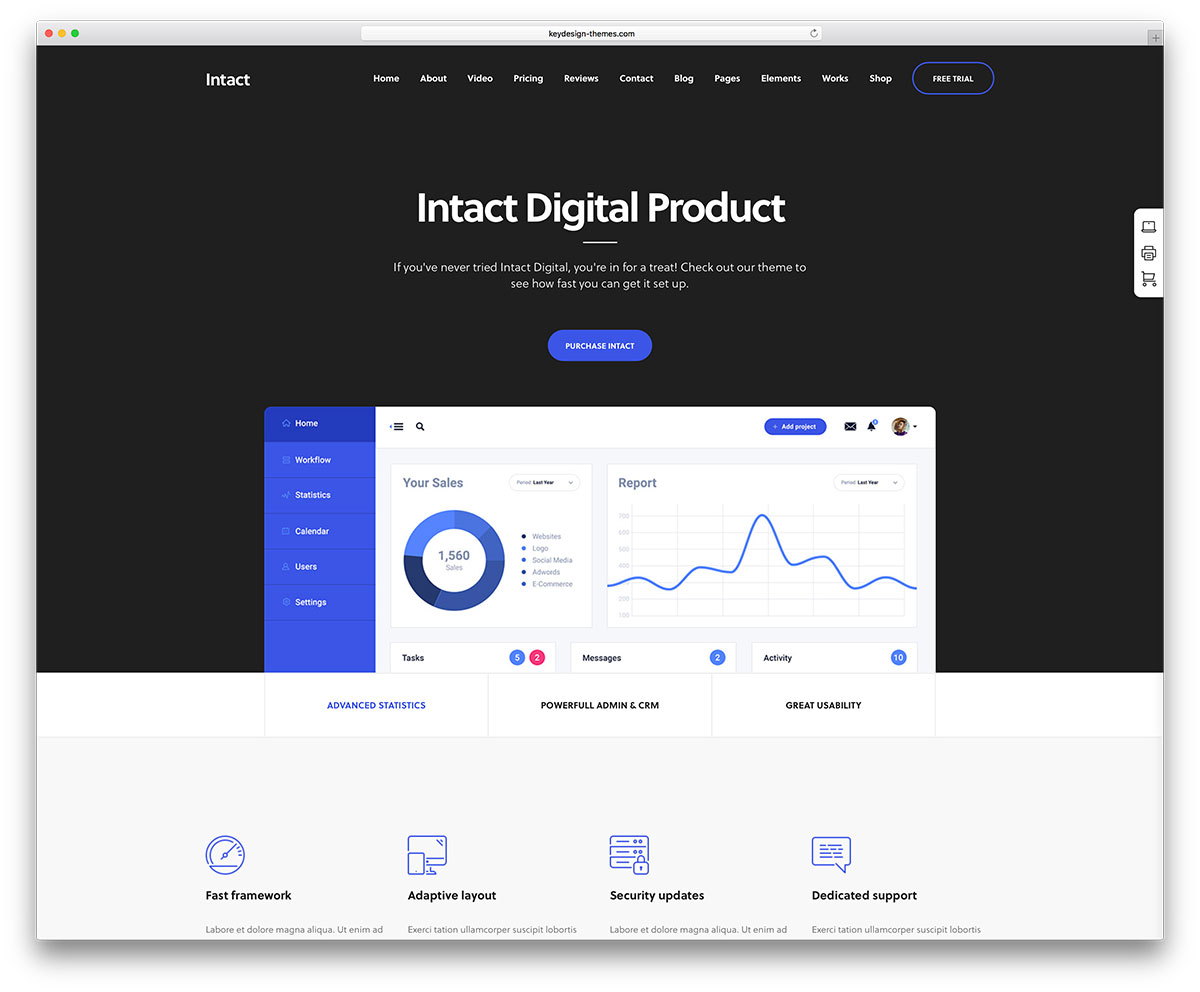 keydesign-themes.com
Intact
Home About Video Pricing Reviews Contact Blog Pages Elements Works Shop FREE TRIAL
Intact Digital Product
If you've never tried Intact Digital, you're in for a treat! Check out our theme to
see how fast you can get it set up.
PURCHASE INTACT
Home
Workflow
Statistics
Calendar
Users
Settings
+ Add project
Your Sales
Period: Last Year
1,560
Sales
Websites
Logo
Social Media
Adwords
E-Commerce
Report
Period: Last Year
700
600
500
400
200
100
Tasks 5 2
Messages 2
Activity 10
ADVANCED STATISTICS
POWERFULL ADMIN & CRM
GREAT USABILITY
Fast framework
Labore et dolore magna aliqua. Ut enim ad
Adaptive layout
Exerci tation ullamcorper suscipit lobortis
Security updates
Labore et dolore magna aliqua. Ut enim ad
Dedicated support
Exerci tation ullamcorper suscipit lobortis